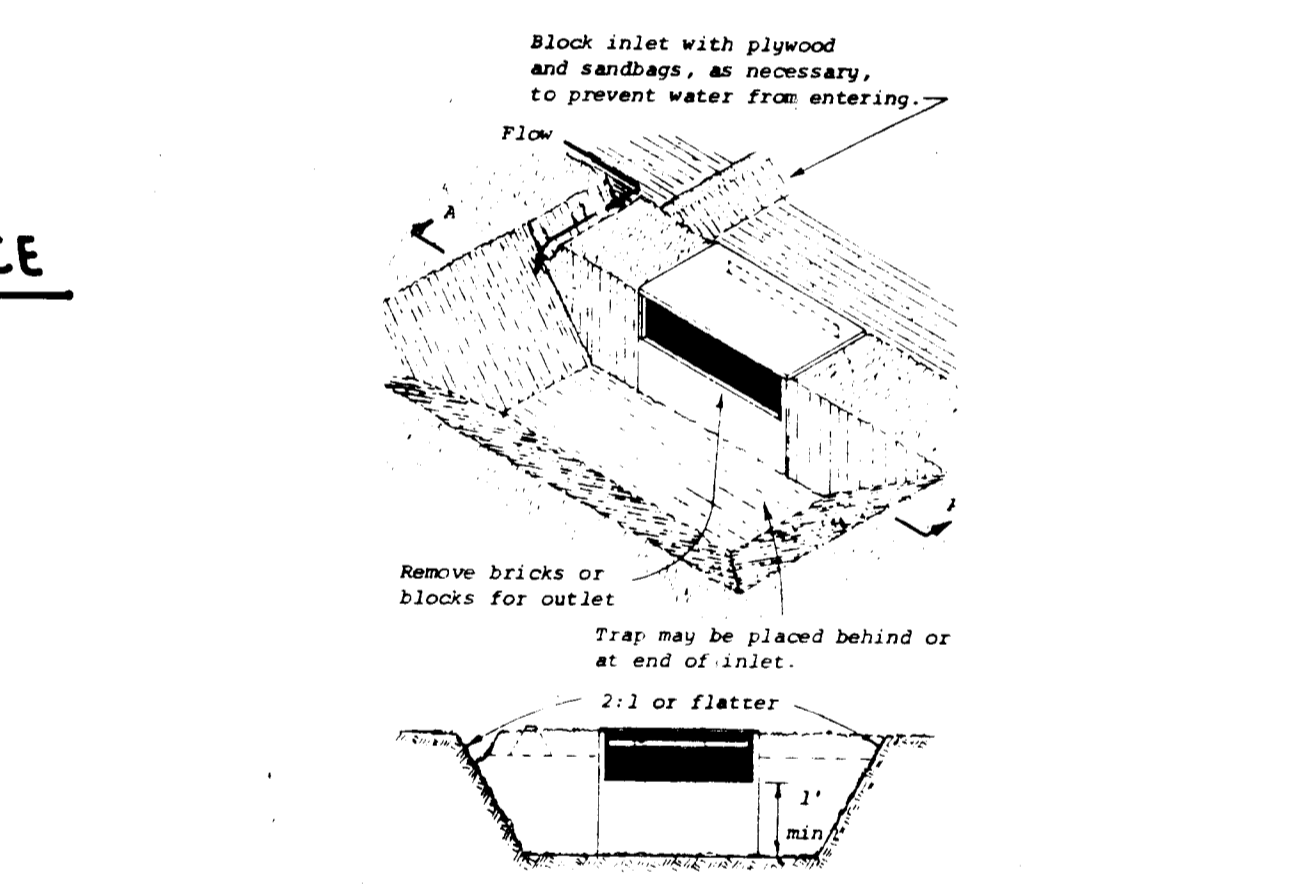 Block inlet with plywood
and sandbags, as necessary,
to prevent water from entering.
Flow
A
Remove bricks or
blocks for outlet
Trap may be placed behind or
at end of inlet.
2:1 or flatter
1'
min